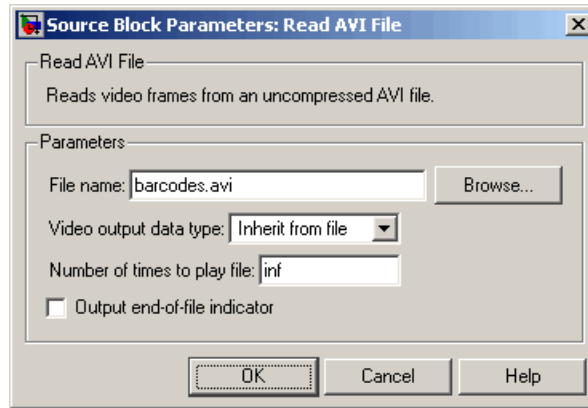 Source Block Parameters: Read AVI File
Read AVI File
Reads video frames from an uncompressed AVI file.
Parameters
File name: barcodes.avi Browse...
Video output data type: Inherit from file
Number of times to play file: inf
Output end-of-file indicator
OK Cancel Help